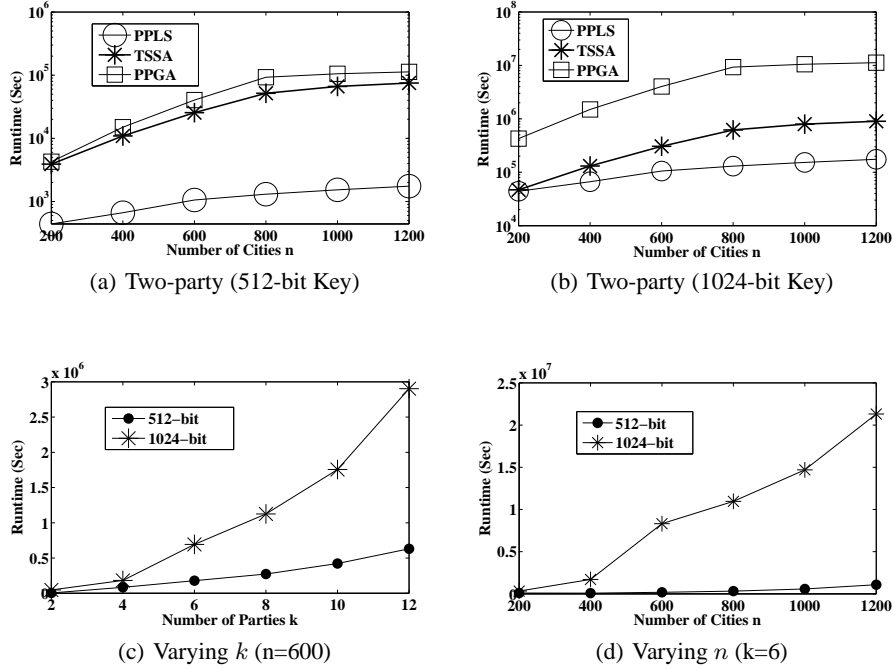 10^6
10^5
10^4
10^3
Runtime (Sec)
PPLS
TSSA
PPGA
200 400 600 800 1000 1200
Number of Cities n
(a) Two-party (512-bit Key)
10^8
10^7
10^6
10^5
10^4
Runtime (Sec)
PPLS
TSSA
PPGA
200 400 600 800 1000 1200
Number of Cities n
(b) Two-party (1024-bit Key)
x 10^6
3
2.5
2
1.5
1
0.5
0
Runtime (Sec)
512-bit
1024-bit
2 4 6 8 10 12
Number of Parties k
(c) Varying k (n=600)
x 10^7
2.5
2
1.5
1
0.5
0
Runtime (Sec)
512-bit
1024-bit
200 400 600 800 1000 1200
Number of Cities n
(d) Varying n (k=6)